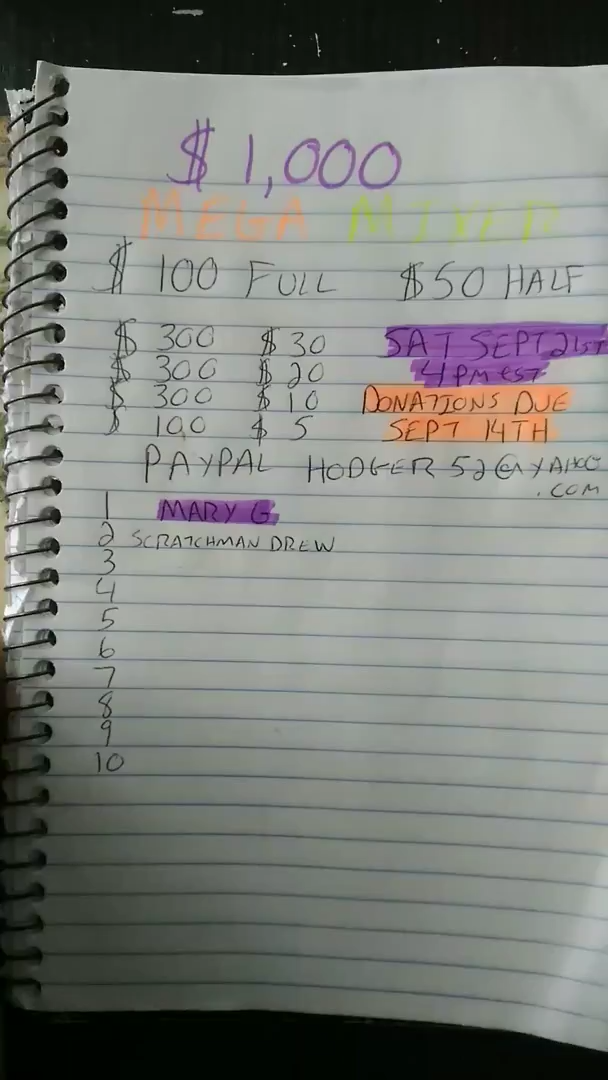 $ 1,000
MEGA MIXER
$ 100 FULL $50 HALF
$ 300 $ 30 SAT SEPT 21ST
$ 300 $ 20 4PM EST
$ 300 $ 10 DONATIONS DUE
$ 100 $ 5 SEPT 14TH
PAYPAL HODGER52@YAHOO
.COM
1 MARY G
2 SCRATCHMAN DREW
3
4
5
6
7
8
9
10